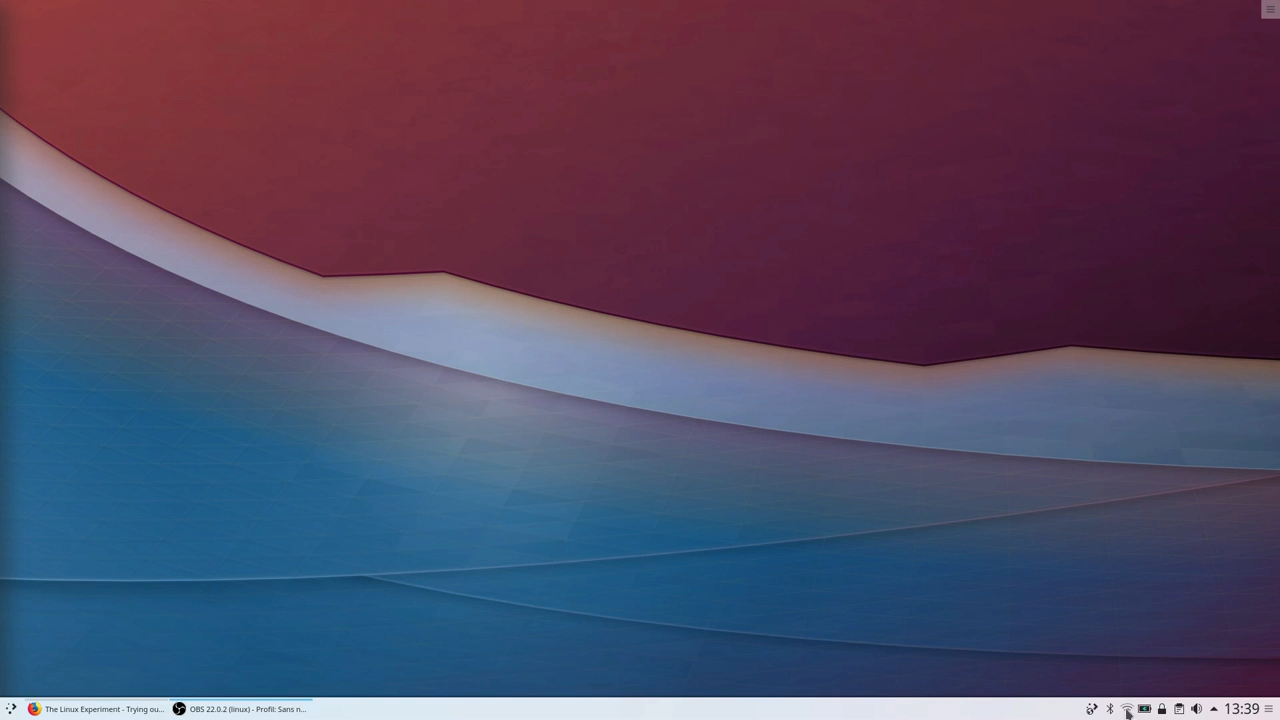 The Linux Experiment - Trying ou...
OBS 22.0.2 (linux) - Profil: Sans n...
13:39